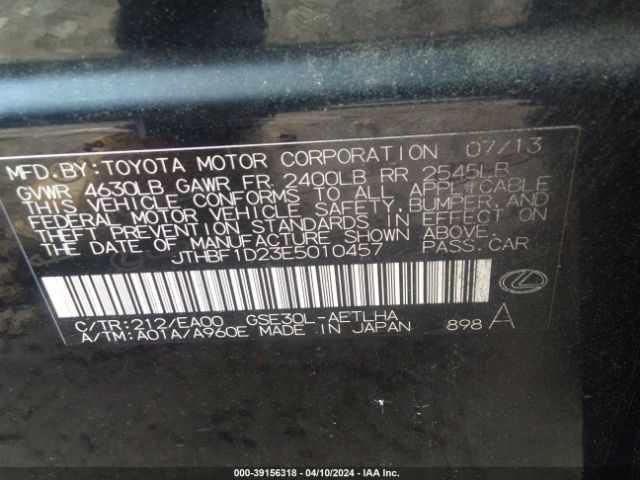 MFD.BY:TOYOTA MOTOR CORPORATION 07/13
GVWR 4630LB GAWR FR 2400LB RR 2545LB
THIS VEHICLE CONFORMS TO ALL APPLICABLE
FEDERAL MOTOR VEHICLE SAFETY, BUMPER, AND
THEFT PREVENTION STANDARDS IN EFFECT ON
THE DATE OF MANUFACTURE SHOWN ABOVE.
JTHBF1D23E5010457 PASS.CAR
C/TR:212/EA00 GSE30L-AETLHA
A/TM:A01A/A960E MADE IN JAPAN 898 A
000-39156318 - 04/10/2024 - IAA Inc.